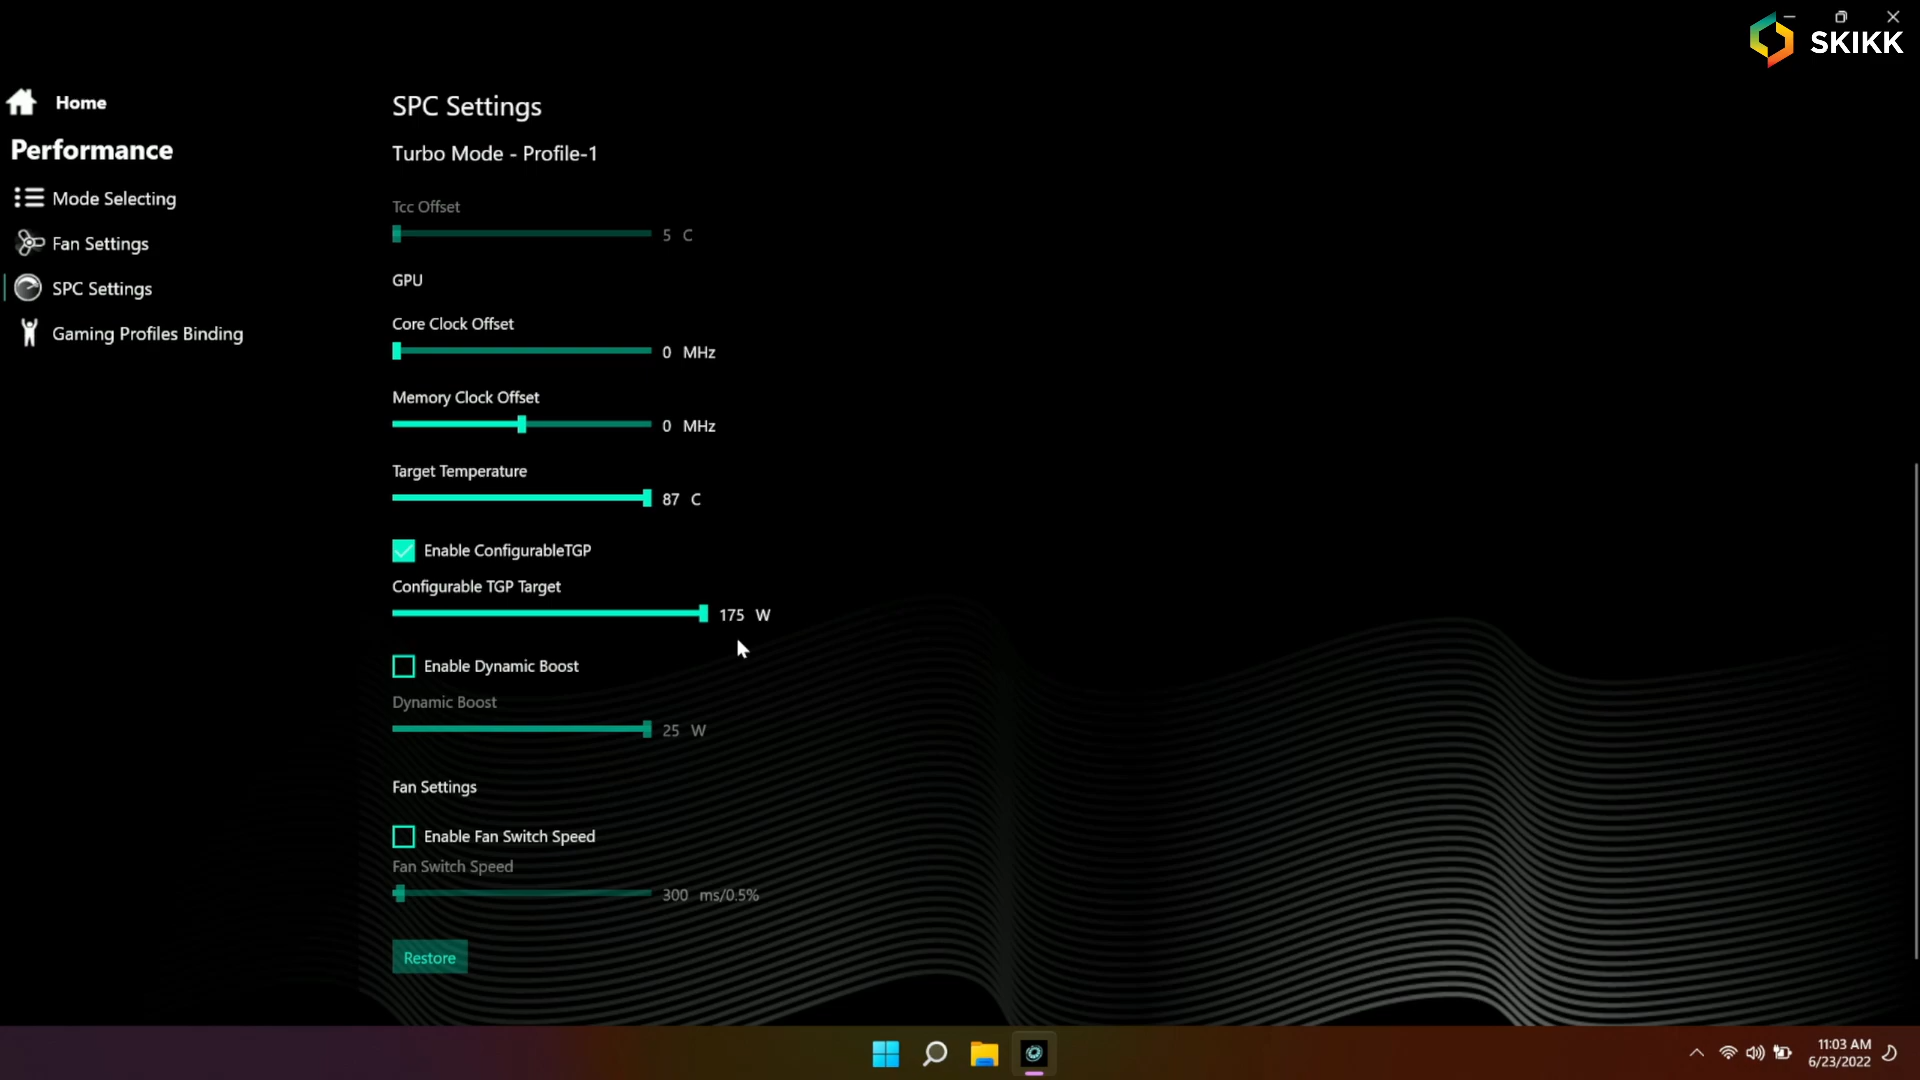 SKIKK
Home
Performance
Mode Selecting
Fan Settings
SPC Settings
Gaming Profiles Binding
SPC Settings
Turbo Mode - Profile-1
Tcc Offset
5 C
GPU
Core Clock Offset
0 MHz
Memory Clock Offset
0 MHz
Target Temperature
87 C
Enable ConfigurableTGP
Configurable TGP Target
175 W
Enable Dynamic Boost
Dynamic Boost
25 W
Fan Settings
Enable Fan Switch Speed
Fan Switch Speed
300 ms/0.5%
Restore
11:03 AM
6/23/2022